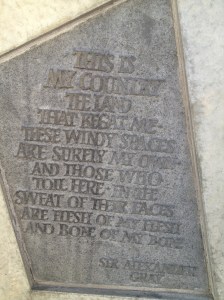 THIS IS
MY COUNTRY
THE LAND
THAT BEGAT ME
THESE WINDY SPACES
ARE SURELY MY OWN
AND THOSE WHO
TOIL HERE IN THE
SWEAT OF THEIR FACES
ARE FLESH OF MY FLESH
AND BONE OF MY BONE
SIR ALEXANDER
GRAY